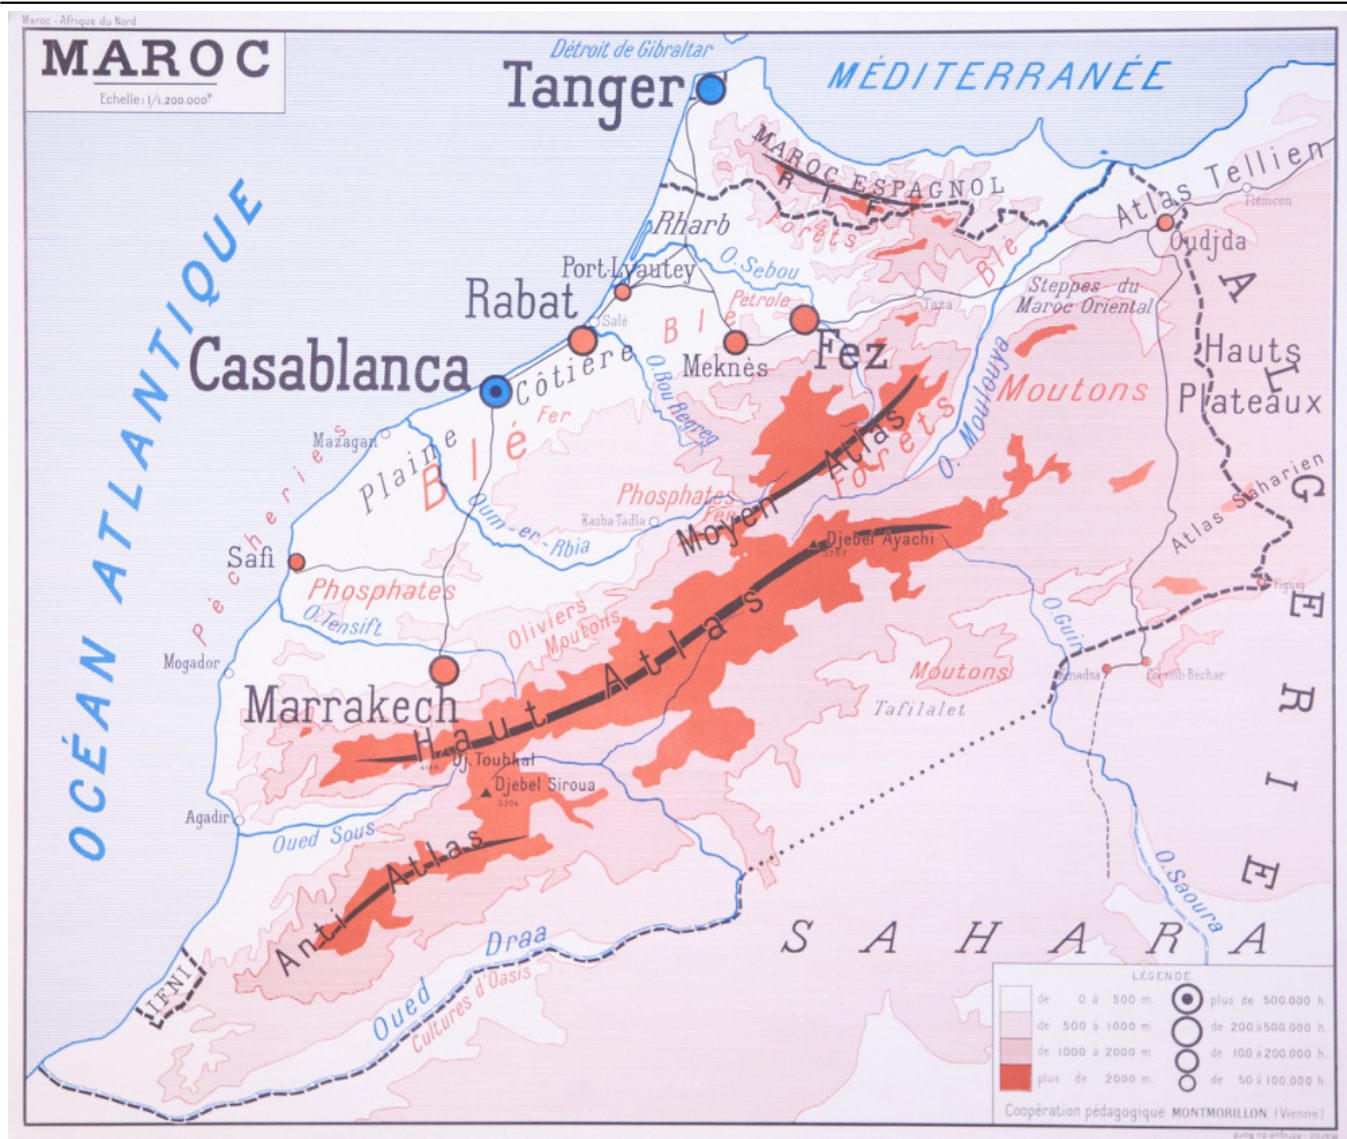 Maroc - Afrique du Nord
MAROC
Echelle: 1/1.200.000e
Détroit de Gibraltar
Tanger
MÉDITERRANÉE
MAROC ESPAGNOL
RIF
Forêts
Atlas Tellien
Tlemcen
Oudjda
Rharb
O. Sebou
Blé
Port-Lyautey
Pétrole
Taza
Steppes du
Maroc Oriental
Rabat
Salé
Blé
Meknès
Fez
Hauts
Plateaux
ALGERIE
OCÉAN ATLANTIQUE
Casablanca
Plaine Côtière
O. Bou Regreg
Fer
Blé
O. Moulouya
Moutons
Mazagan
Pécheries
Moyen Atlas
Forêts
Phosphates
Fer
Kasba-Tadla
Oum-er-Rbia
Atlas Saharien
Djebel Ayachi
3757
Safi
Phosphates
O. Tensift
Oliviers
Moutons
Figuig
O. Guir
Mogador
Marrakech
Haut Atlas
Moutons
Tafilalet
Kenadsa
Colomb-Béchar
Dj. Toubkal
4165
Djebel Siroua
3304
Agadir
Oued Sous
Anti Atlas
O. Saoura
SAHARA
IFNI
Oued Draa
Cultures d'Oasis
LÉGENDE
de 0 à 500 m.
de 500 à 1000 m.
de 1000 à 2000 m.
plus de 2000 m.
plus de 500.000 h.
de 200 à 500.000 h.
de 100 à 200.000 h.
de 50 à 100.000 h.
Coopération pédagogique MONTMORILLON (Vienne)